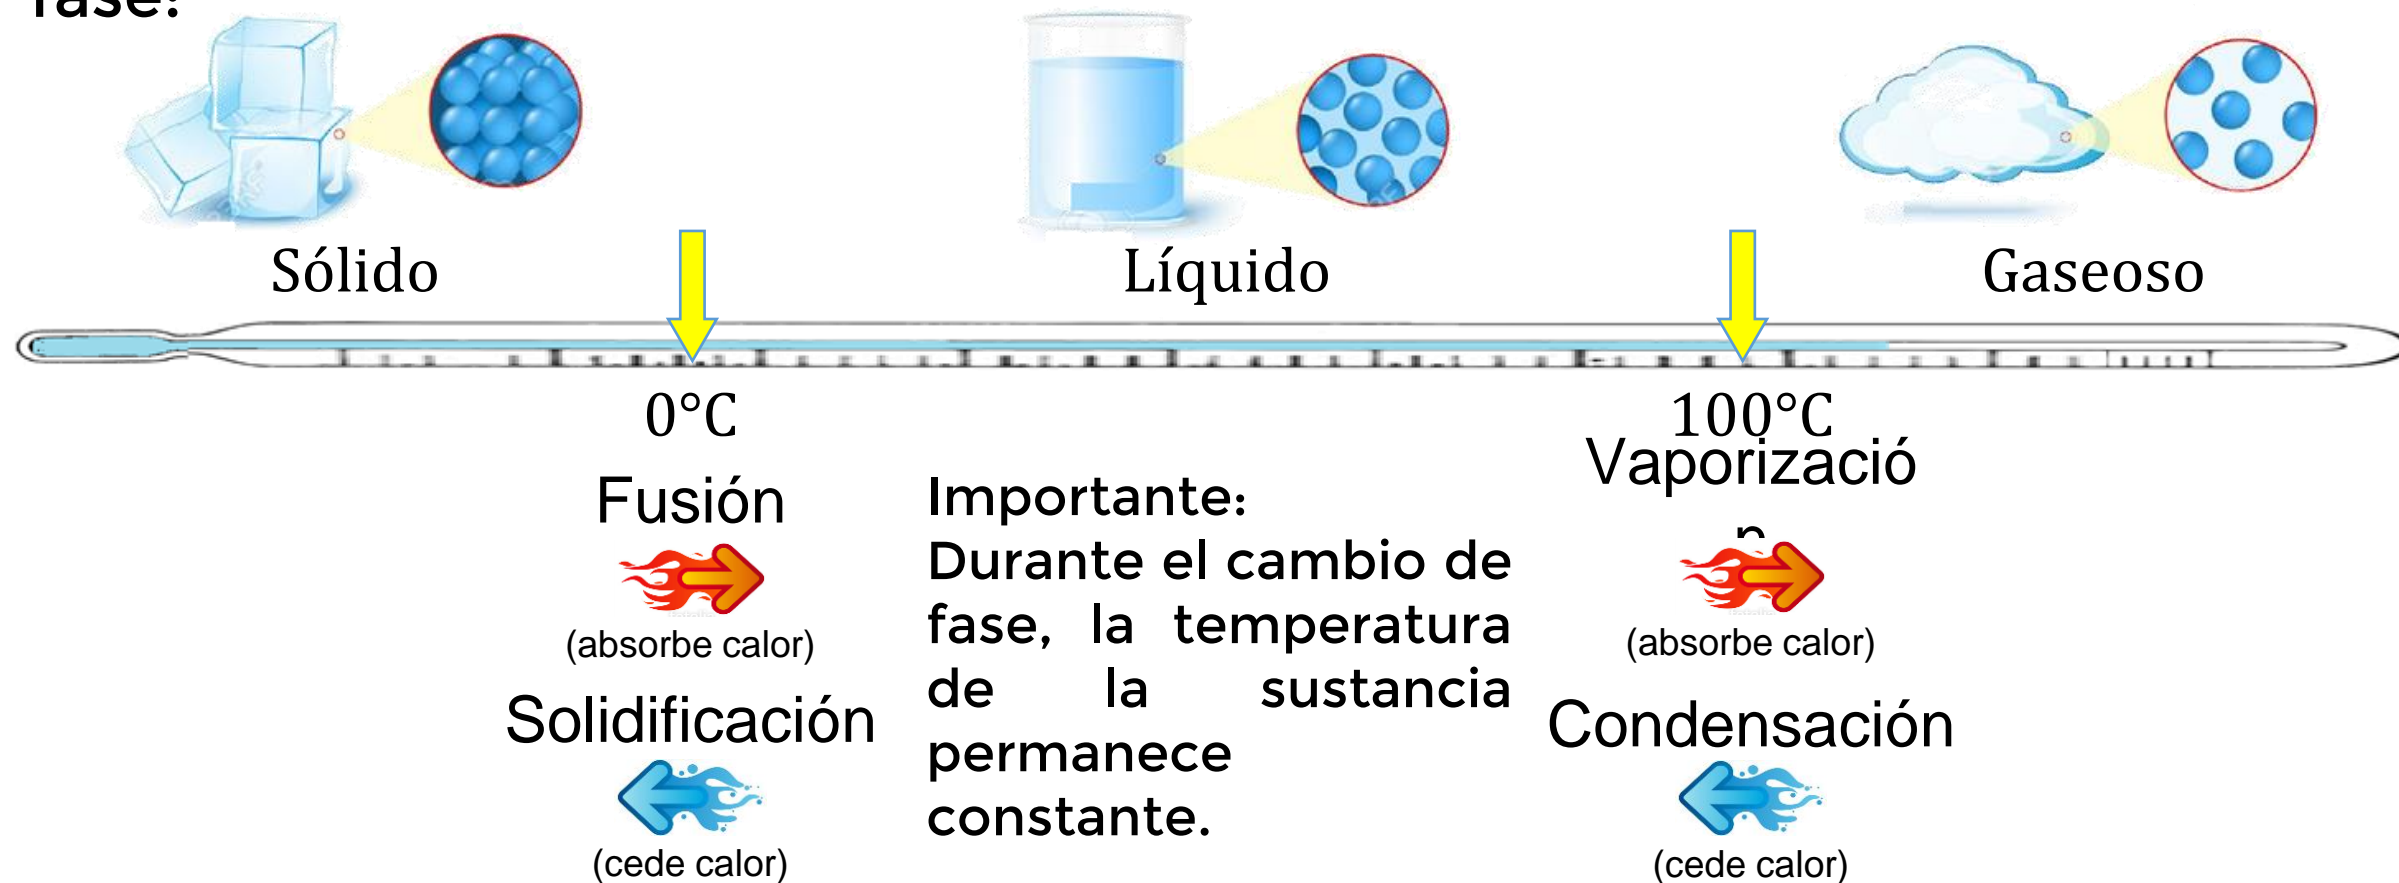 fase:
Sólido
Líquido
Gaseoso
0°C
100°C
Fusión
(absorbe calor)
Solidificación
(cede calor)
Importante:
Durante el cambio de
fase, la temperatura
de la sustancia
permanece
constante.
Vaporizació
n
(absorbe calor)
Condensación
(cede calor)